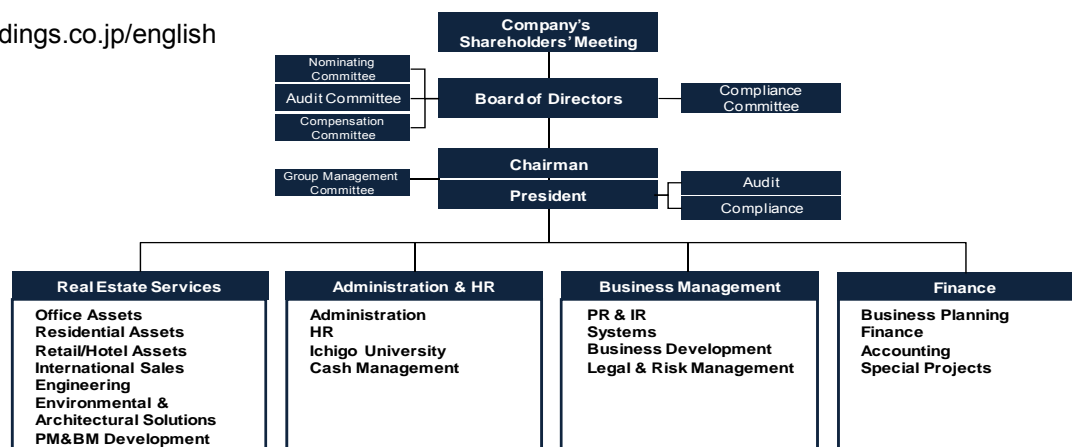 dings.co.jp/english
Company's
Shareholders' Meeting
Nominating
Committee
Audit Committee
Compensation
Committee
Board of Directors
Compliance
Committee
Chairman
Group Management
Committee
President
Audit
Compliance
Real Estate Services
Office Assets
Residential Assets
Retail/Hotel Assets
International Sales
Engineering
Environmental &
Architectural Solutions
PM&BM Development
Administration & HR
Administration
HR
Ichigo University
Cash Management
Business Management
PR & IR
Systems
Business Development
Legal & Risk Management
Finance
Business Planning
Finance
Accounting
Special Projects